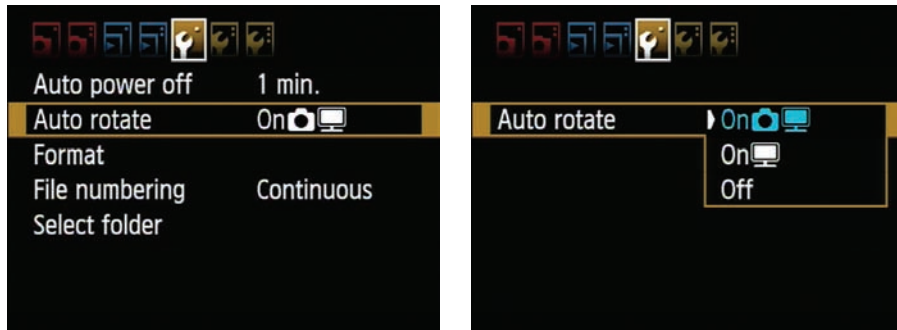 Auto power off 1 min.
Auto rotate On
Format
File numbering Continuous
Select folder
Auto rotate On
On
Off